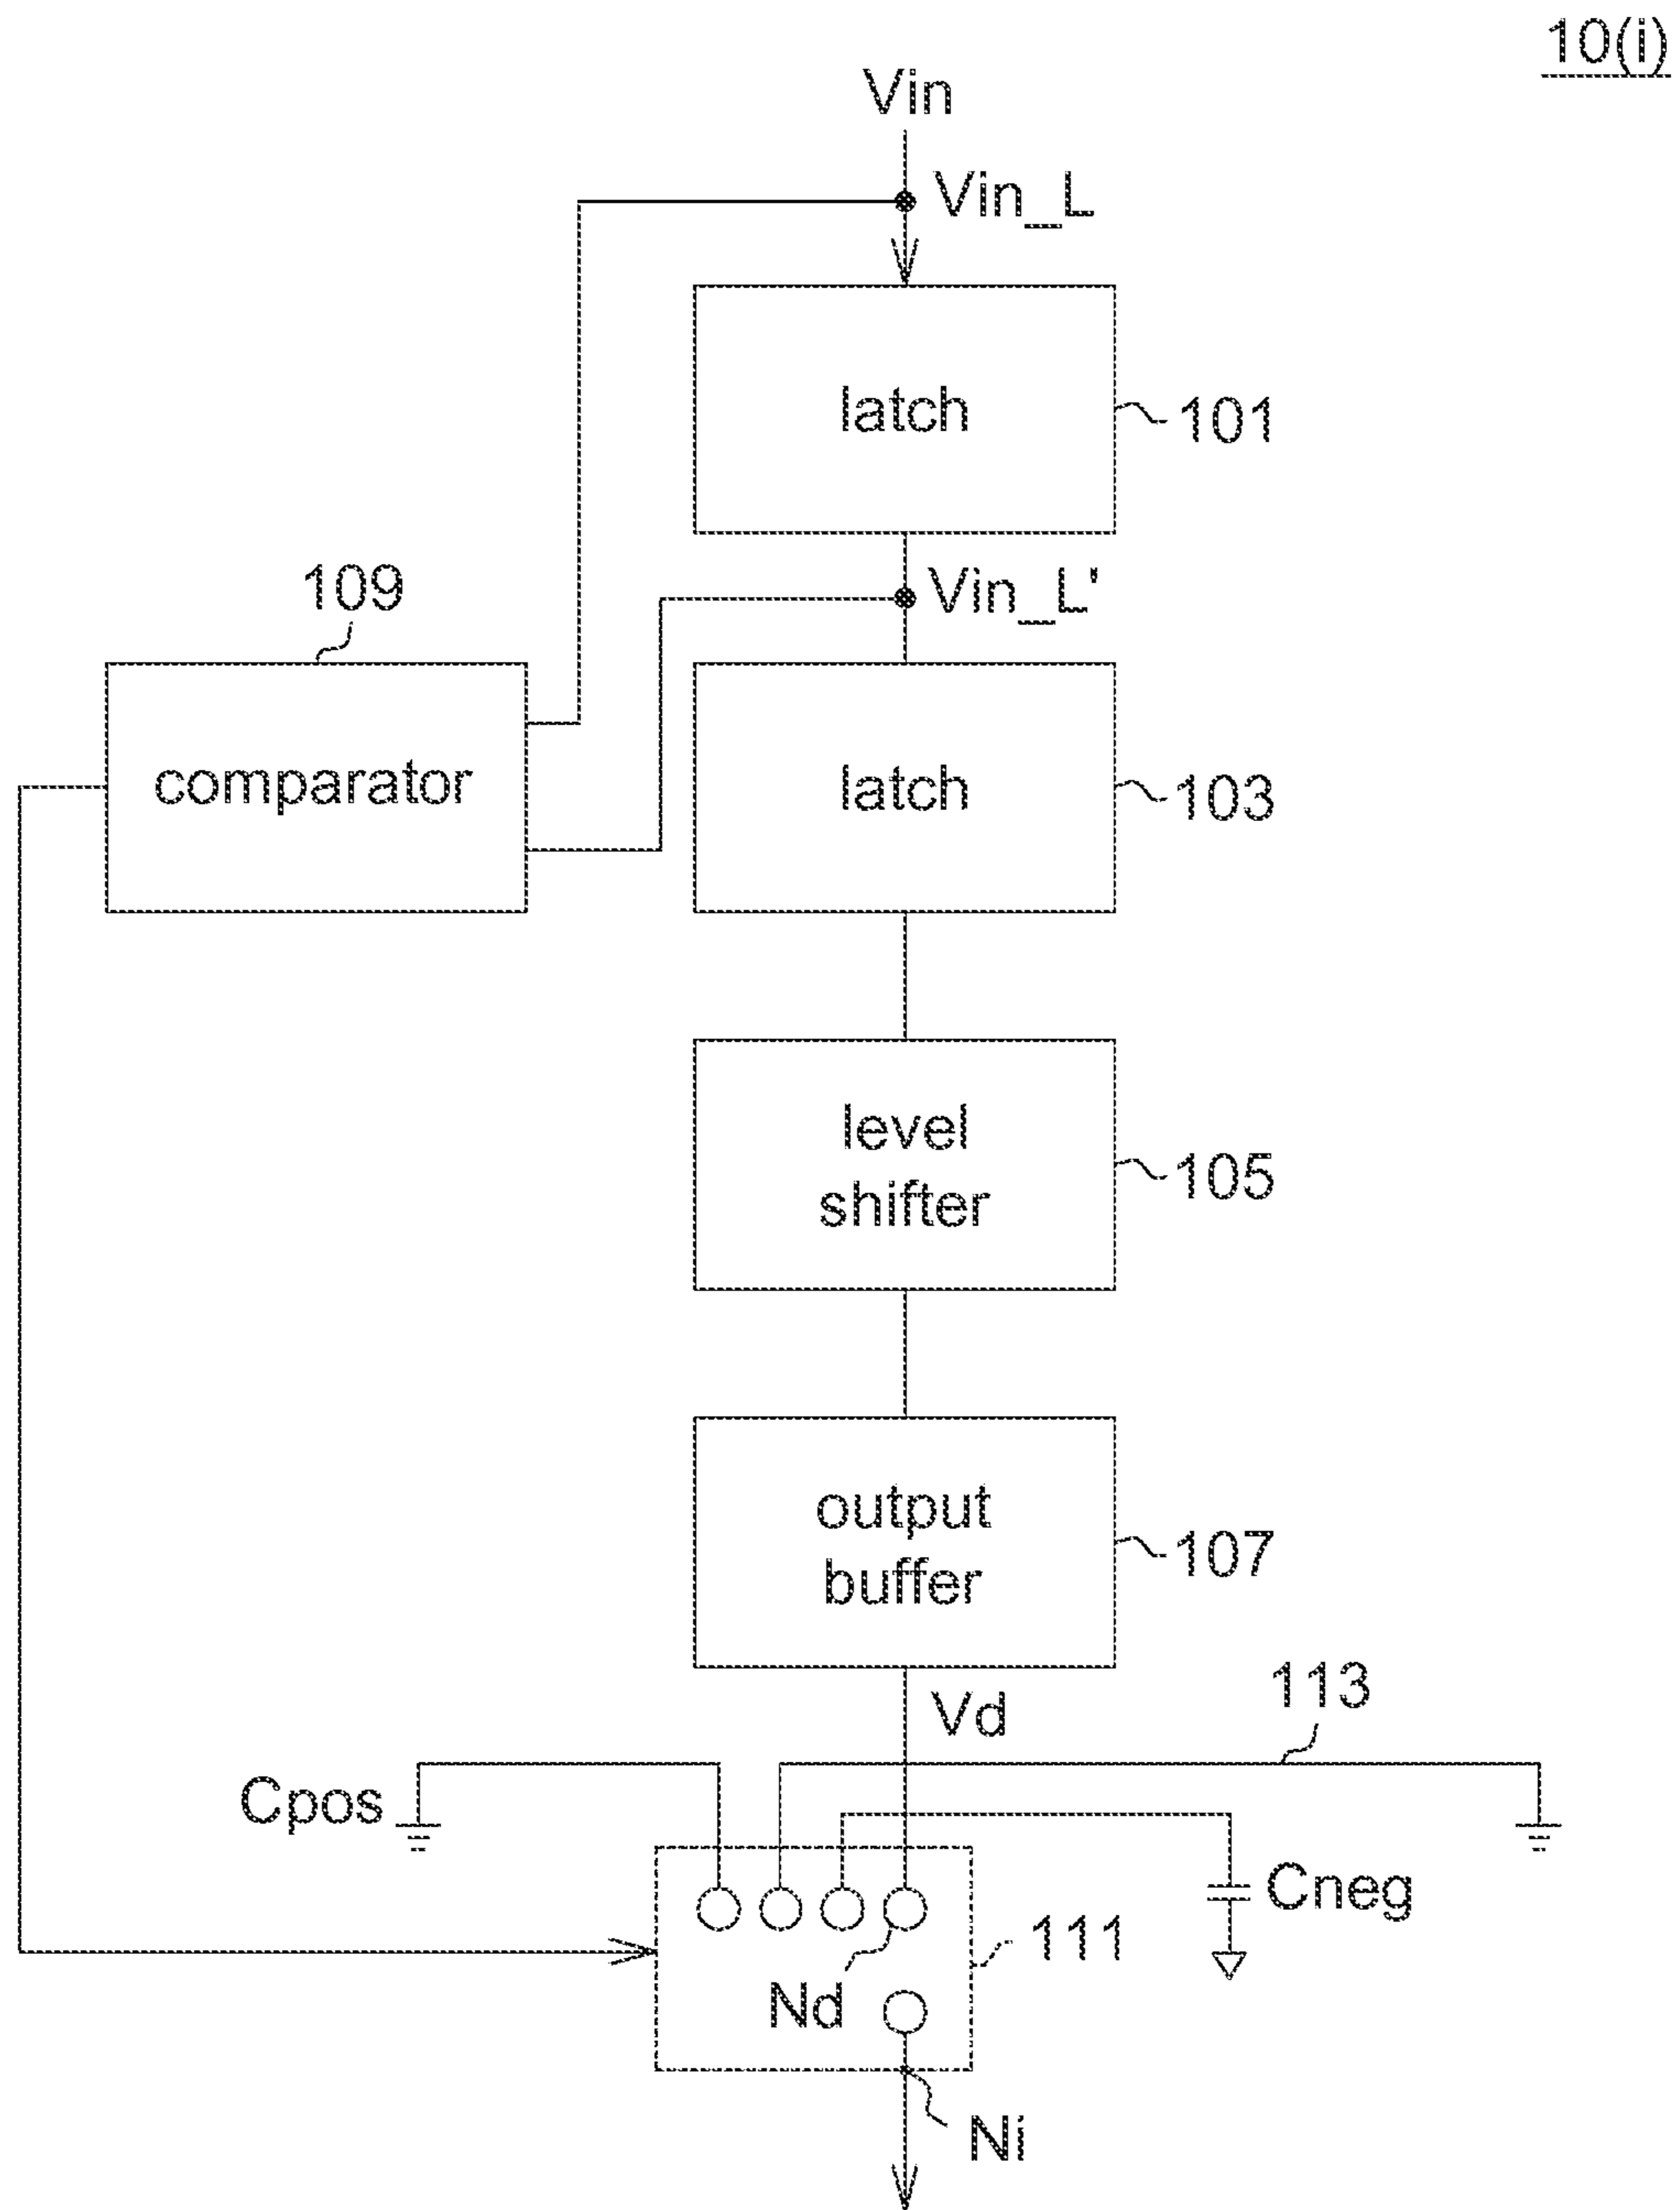 10(i)
Vin
Vin_L
latch
101
Vin_L'
109
comparator
latch
103
level
shifter
105
output
buffer
107
Vd
113
Cpos
Cneg
111
Nd
Ni